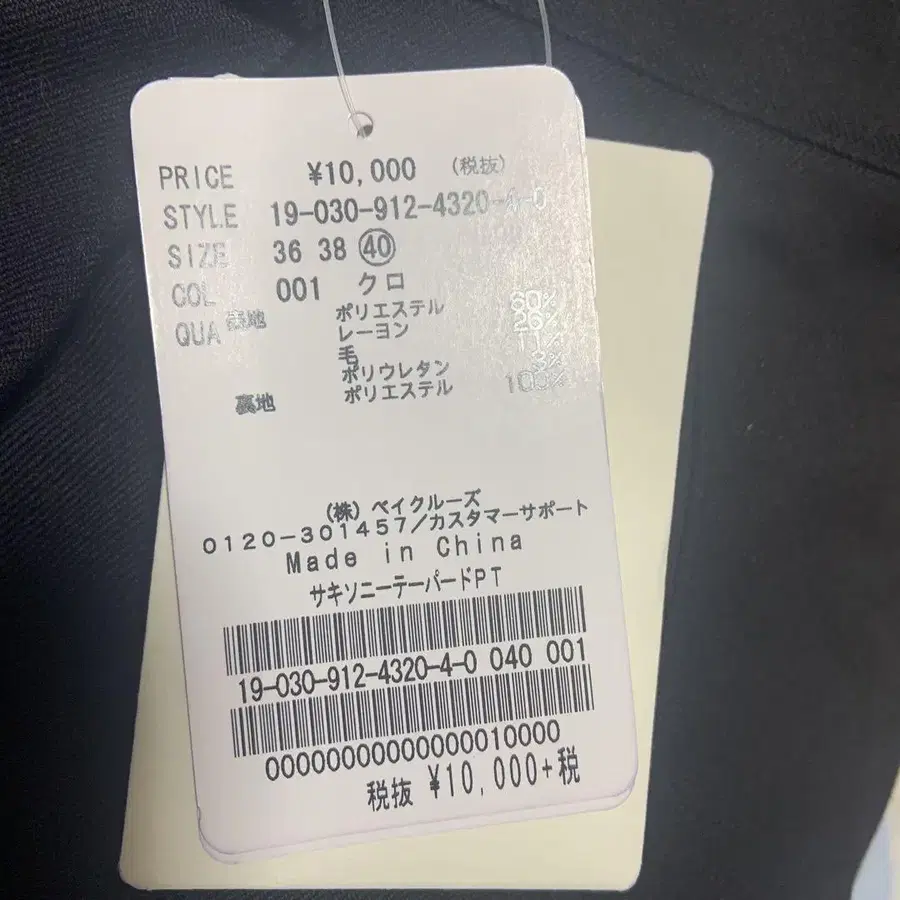 PRICE ¥10,000 (税抜)
STYLE 19-030-912-4320-4-0
SIZE 36 38 40
COL 001 クロ
QUA 表地 ポリエステル 60%
レーヨン 26%
毛 11%
ポリウレタン 3%
裏地 ポリエステル 100%
(株) ベイクルーズ
0120-301457/カスタマーサポート
Made in China
サキソニーテーパードPT
19-030-912-4320-4-0 040 001
00000000000000010000
税抜 ¥10,000+税